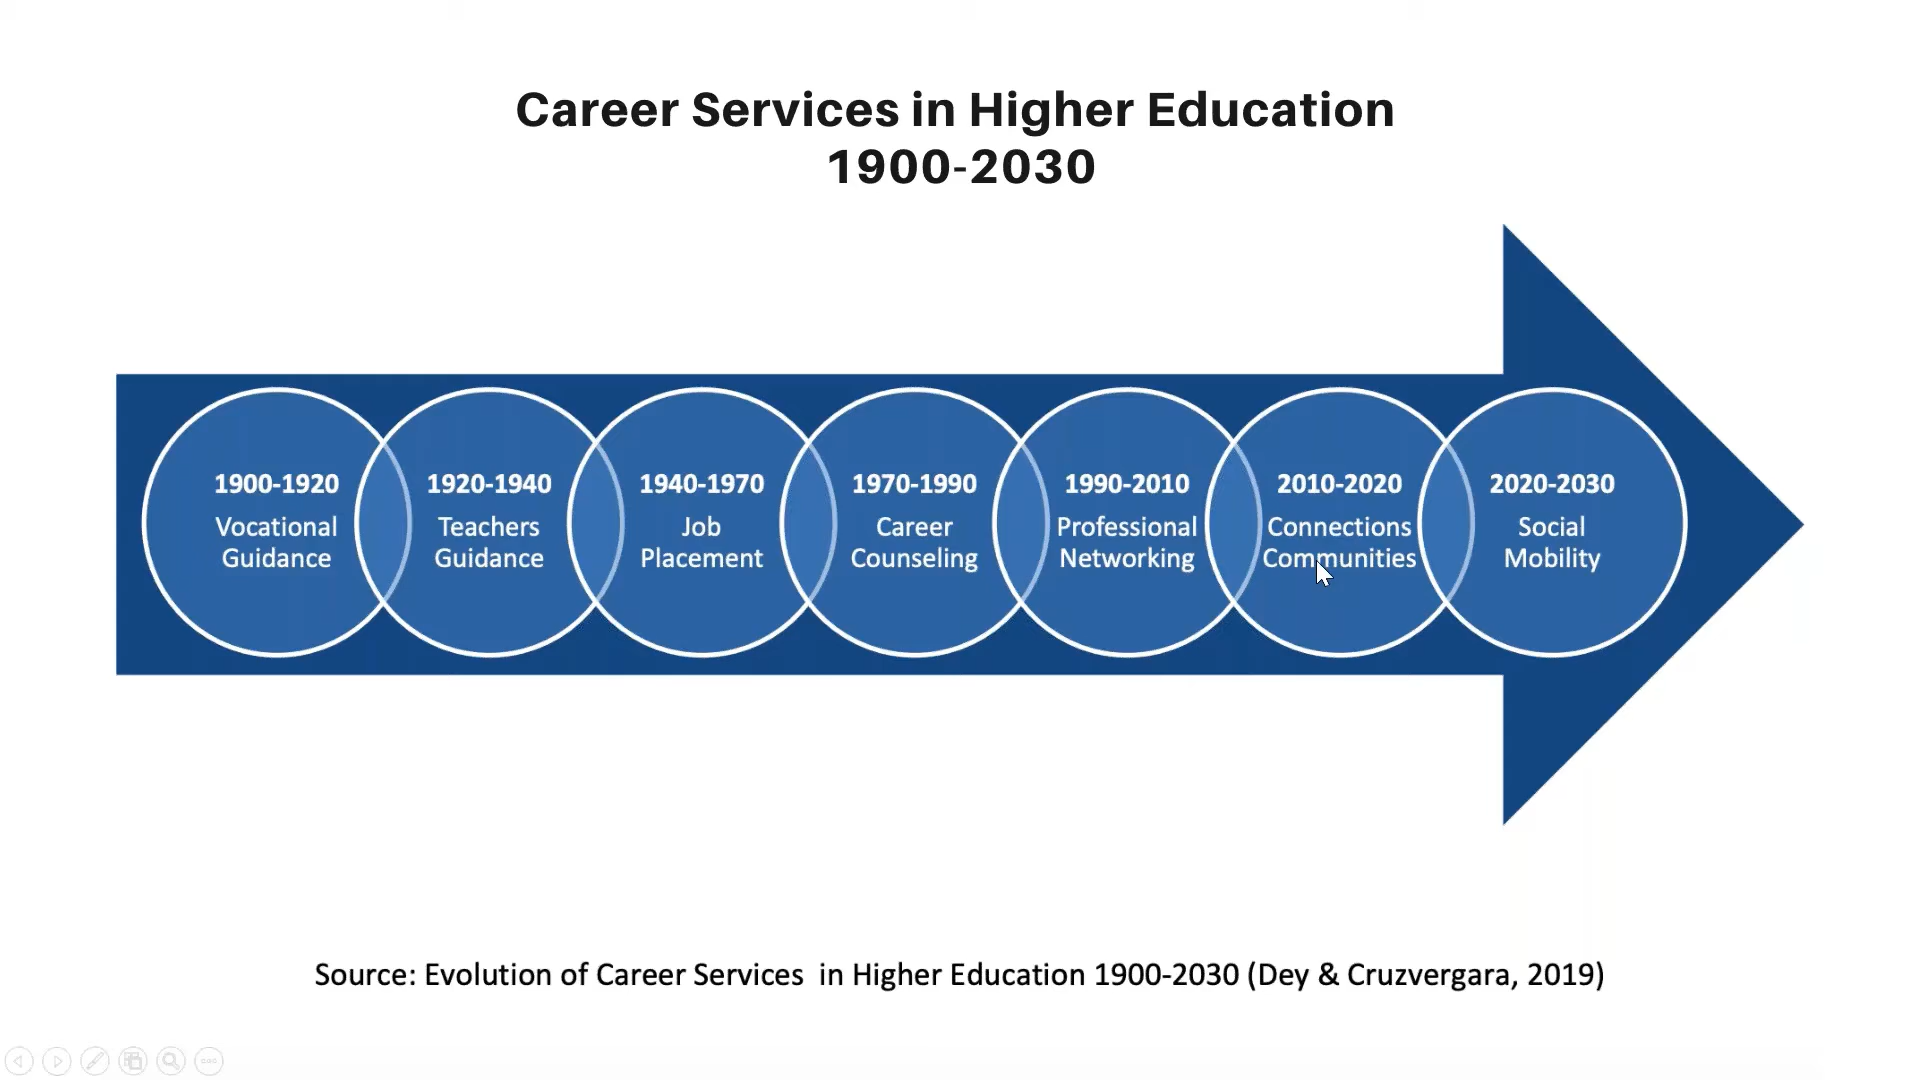 Career Services in Higher Education
1900-2030
1900-1920
Vocational
Guidance
1920-1940
Teachers
Guidance
1940-1970
Job
Placement
1970-1990
Career
Counseling
1990-2010
Professional
Networking
2010-2020
Connections
Communities
2020-2030
Social
Mobility
Source: Evolution of Career Services  in Higher Education 1900-2030 (Dey & Cruzvergara, 2019)